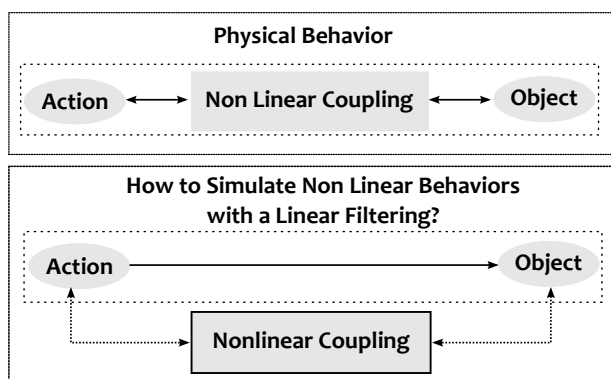 Physical Behavior
Action Non Linear Coupling Object
How to Simulate Non Linear Behaviors
with a Linear Filtering?
Action Object
Nonlinear Coupling